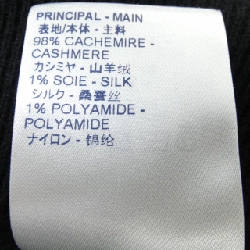 PRINCIPAL - MAIN
表地/本体 - 主料
98% CACHEMIRE -
CASHMERE
カシミヤ - 山羊绒
1% SOIE - SILK
シルク - 桑蚕丝
1% POLYAMIDE -
POLYAMIDE
ナイロン - 锦纶